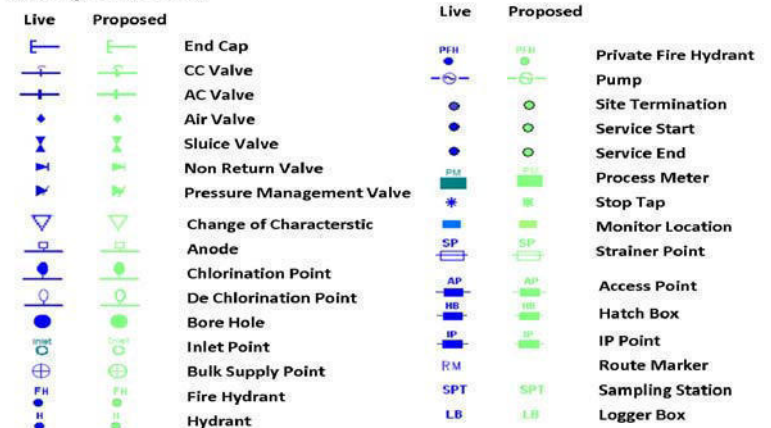 Live Proposed
End Cap
CC Valve
AC Valve
Air Valve
Sluice Valve
Non Return Valve
Pressure Management Valve
Change of Characterstic
Anode
Chlorination Point
De Chlorination Point
Bore Hole
Inlet Inlet Inlet Point
Bulk Supply Point
FH FH Fire Hydrant
H H Hydrant
Live Proposed
PFH PFH Private Fire Hydrant
Pump
Site Termination
Service Start
Service End
PM PM Process Meter
Stop Tap
Monitor Location
SP SP Strainer Point
AP AP Access Point
HB HB Hatch Box
IP IP IP Point
RM Route Marker
SPT SPT Sampling Station
LB LB Logger Box